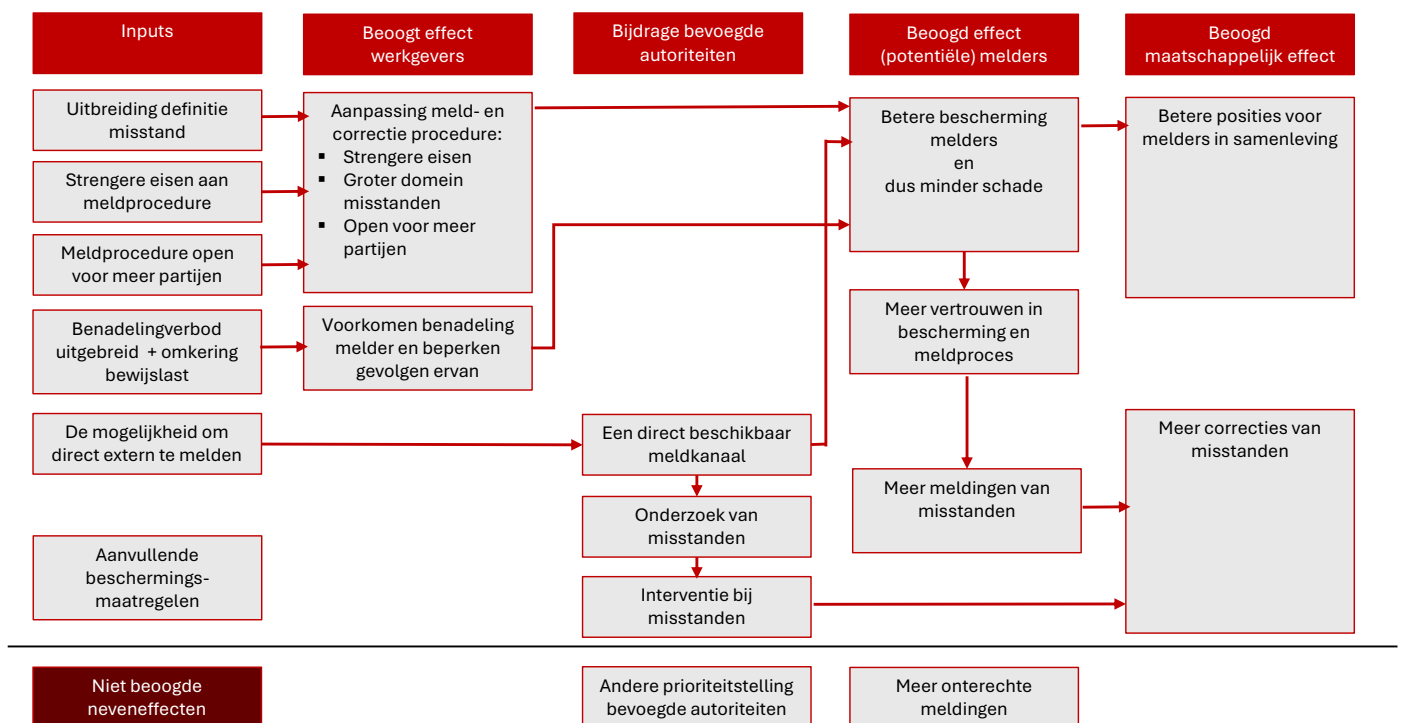 Inputs
Beoogt effect
werkgevers
Bijdrage bevoegde
autoriteiten
Beoogd effect
(potentiële) melders
Beoogd
maatschappelijk effect
Uitbreiding definitie
misstand
Strengere eisen aan
meldprocedure
Meldprocedure open
voor meer partijen
Benadelingverbod
uitgebreid + omkering
bewijslast
De mogelijkheid om
direct extern te melden
Aanvullende
beschermings-
maatregelen
Aanpassing meld- en
correctie procedure:
▪ Strengere eisen
▪ Groter domein
misstanden
▪ Open voor meer
partijen
Voorkomen benadeling
melder en beperken
gevolgen ervan
Een direct beschikbaar
meldkanaal
Onderzoek van
misstanden
Interventie bij
misstanden
Betere bescherming
melders
en
dus minder schade
Meer vertrouwen in
bescherming en
meldproces
Meer meldingen van
misstanden
Betere posities voor
melders in samenleving
Meer correcties van
misstanden
Niet beoogde
neveneffecten
Andere prioriteitstelling
bevoegde autoriteiten
Meer onterechte
meldingen